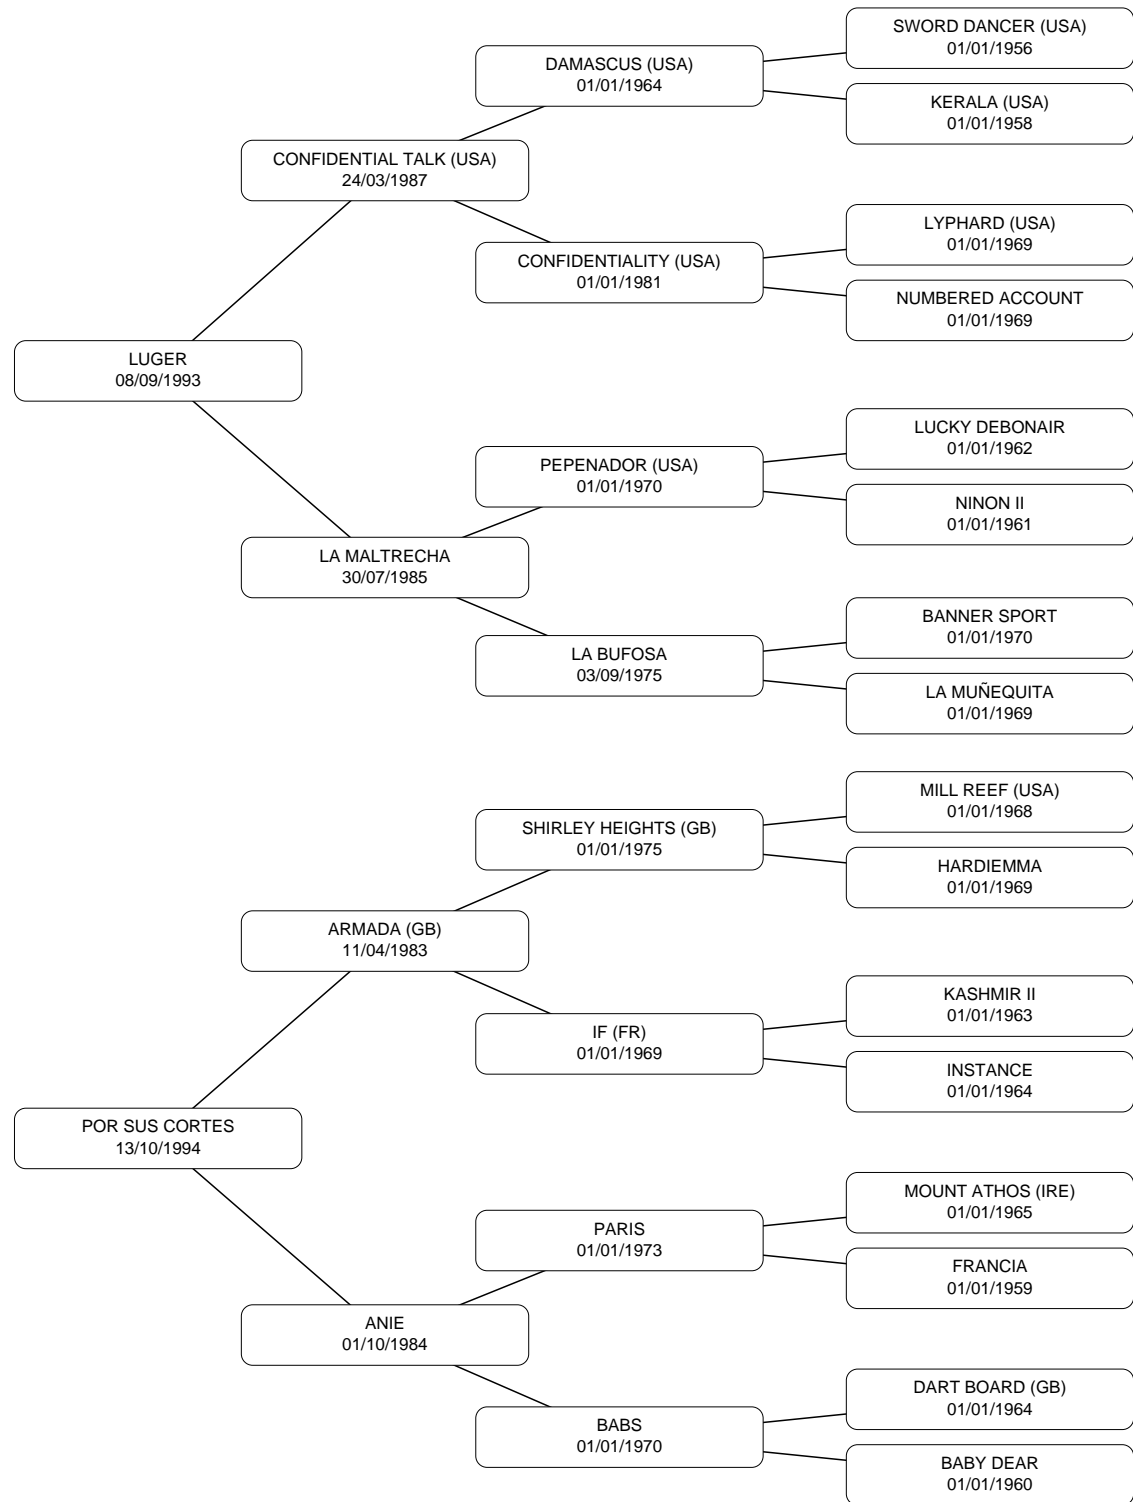 SWORD DANCER (USA)
01/01/1956
DAMASCUS (USA)
01/01/1964
KERALA (USA)
01/01/1958
CONFIDENTIAL TALK (USA)
24/03/1987
LYPHARD (USA)
01/01/1969
CONFIDENTIALITY (USA)
01/01/1981
NUMBERED ACCOUNT
01/01/1969
LUGER
08/09/1993
LUCKY DEBONAIR
01/01/1962
PEPENADOR (USA)
01/01/1970
NINON II
01/01/1961
LA MALTRECHA
30/07/1985
BANNER SPORT
01/01/1970
LA BUFOSA
03/09/1975
LA MUÑEQUITA
01/01/1969
MILL REEF (USA)
01/01/1968
SHIRLEY HEIGHTS (GB)
01/01/1975
HARDIEMMA
01/01/1969
ARMADA (GB)
11/04/1983
KASHMIR II
01/01/1963
IF (FR)
01/01/1969
INSTANCE
01/01/1964
POR SUS CORTES
13/10/1994
MOUNT ATHOS (IRE)
01/01/1965
PARIS
01/01/1973
FRANCIA
01/01/1959
ANIE
01/10/1984
DART BOARD (GB)
01/01/1964
BABS
01/01/1970
BABY DEAR
01/01/1960